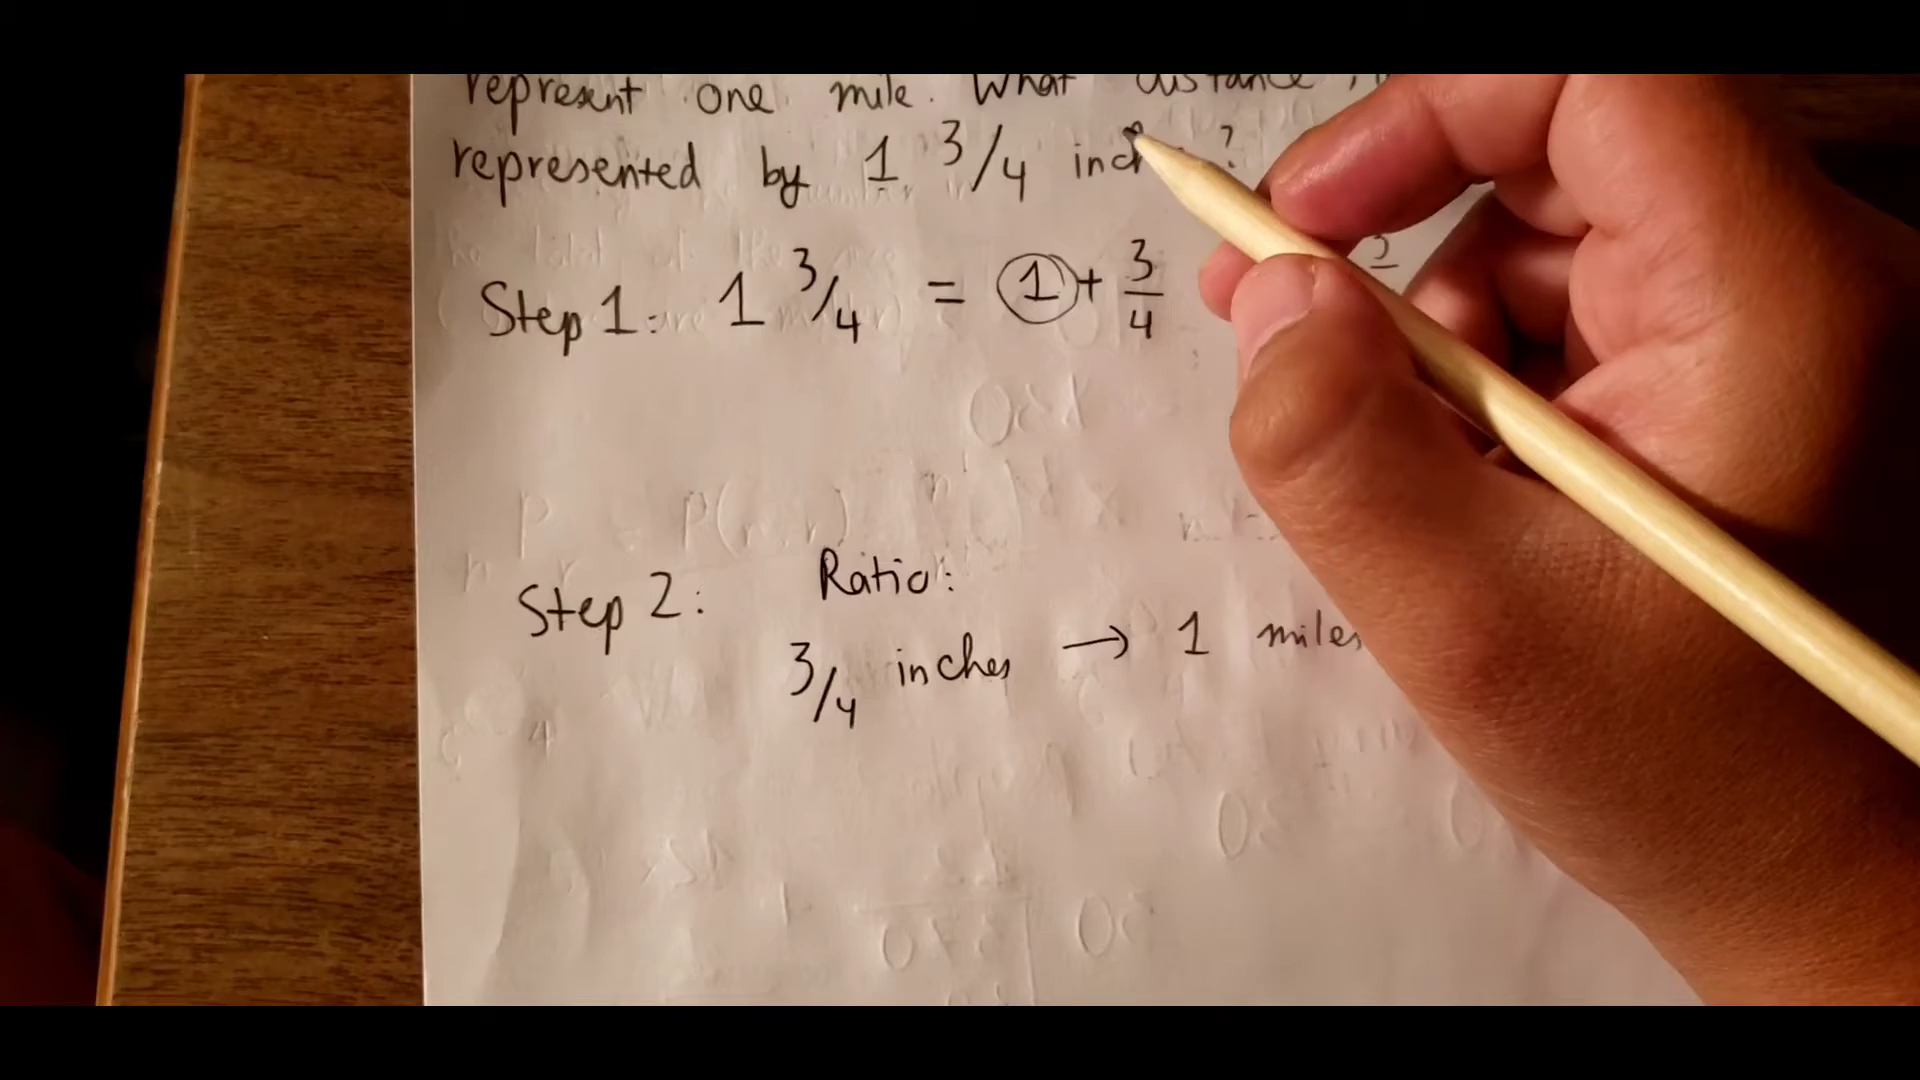 represent one mile. What distance
represented by 1 3/4 inch ?
Step 1: 1 3/4 = 1 + 3/4
Step 2: Ratio:
3/4 inches → 1 miles